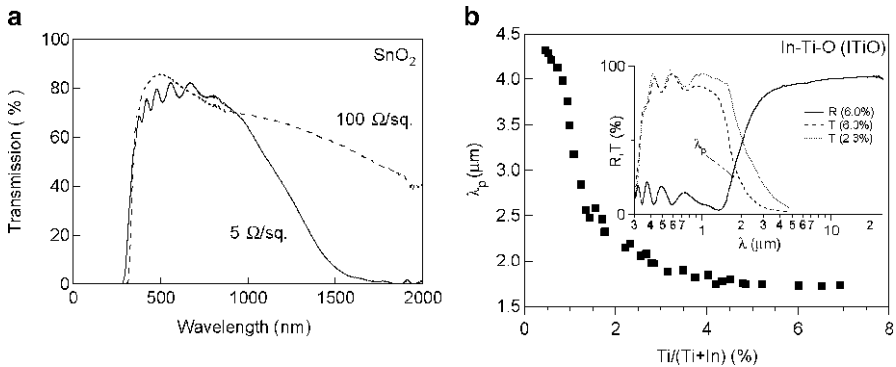 a
SnO2
Transmission ( % )
100
80
60
40
20
0
100 Ω/sq.
5 Ω/sq.
0 500 1000 1500 2000
Wavelength (nm)
b
In-Ti-O (ITiO)
λp (μm)
4.5
4.0
3.5
3.0
2.5
2.0
1.5
0 2 4 6 8
Ti/(Ti+In) (%)
R,T (%)
100
0
λp
R (6.0%)
T (6.0%)
T (2.3%)
3 4 5 6 7 1 2 3 4 5 6 7 10 2
λ (μm)